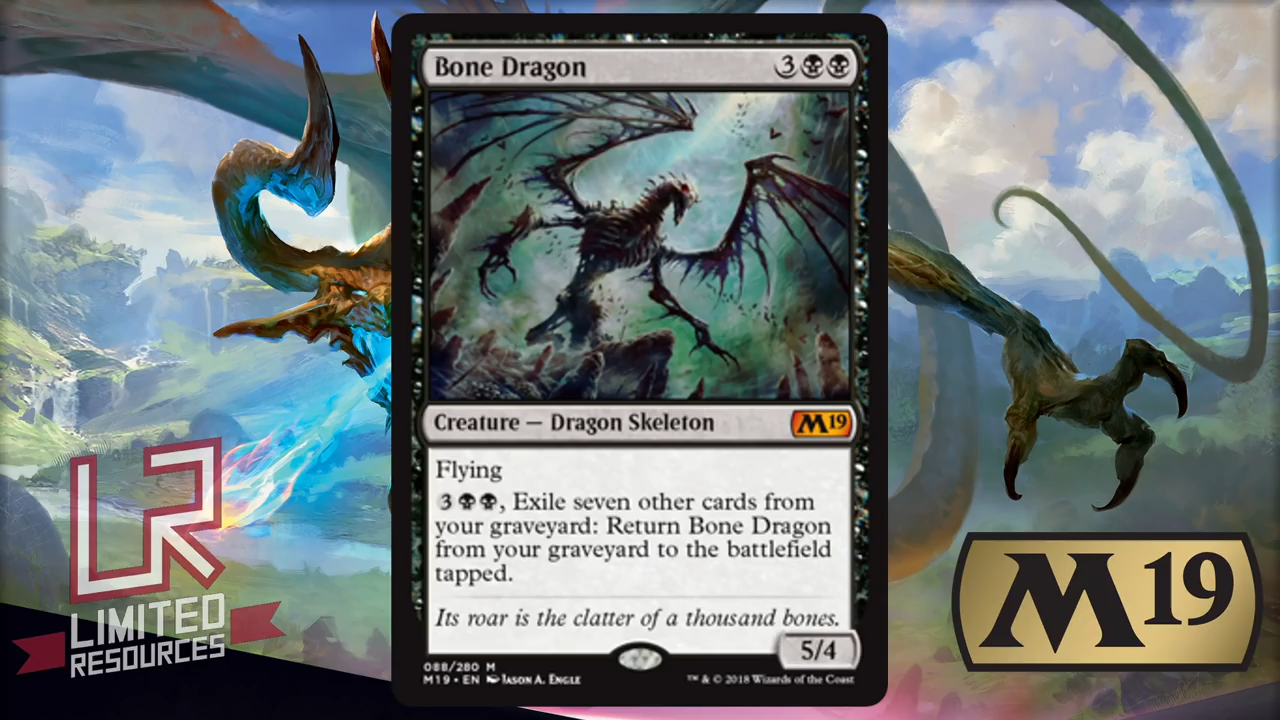 Bone Dragon 3
Creature — Dragon Skeleton M19
Flying
3, Exile seven other cards from
your graveyard: Return Bone Dragon
from your graveyard to the battlefield
tapped.
Its roar is the clatter of a thousand bones.
5/4
088/280 M
M19 • EN Jason A. Engle ™ & © 2018 Wizards of the Coast
LR
LIMITED
RESOURCES
M19